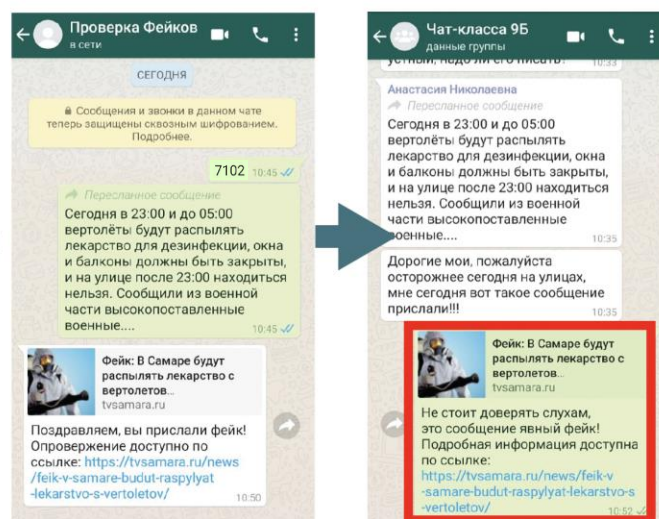 Проверка Фейков
в сети
СЕГОДНЯ
Сообщения и звонки в данном чате
теперь защищены сквозным шифрованием.
Подробнее.
7102 10:45
Пересланное сообщение
Сегодня в 23:00 и до 05:00
вертолёты будут распылять
лекарство для дезинфекции, окна
и балконы должны быть закрыты,
и на улице после 23:00 находиться
нельзя. Сообщили из военной
части высокопоставленные
военные....
10:45
Фейк: В Самаре будут
распылять лекарство с
вертолетов...
tvsamara.ru
Поздравляем, вы прислали фейк!
Опровержение доступно по
ссылке: https://tvsamara.ru/news
/feik-v-samare-budut-raspylyat
-lekarstvo-s-vertoletov/
10:50
Чат-класса 9Б
данные группы
устный, надо ли его писать?
10:33
Анастасия Николаевна
Пересланное сообщение
Сегодня в 23:00 и до 05:00
вертолёты будут распылять
лекарство для дезинфекции, окна
и балконы должны быть закрыты,
и на улице после 23:00 находиться
нельзя. Сообщили из военной
части высокопоставленные
военные....
10:35
Дорогие мои, пожалуйста
осторожнее сегодня на улицах,
мне сегодня вот такое сообщение
прислали!!!
10:35
Фейк: В Самаре будут
распылять лекарство с
вертолетов...
tvsamara.ru
Не стоит доверять слухам,
это сообщение явный фейк!
Подробная информация доступна
по ссылке:
https://tvsamara.ru/news/feik-v
-samare-budut-raspylyat-lekarstvo-s
-vertoletov/
10:52